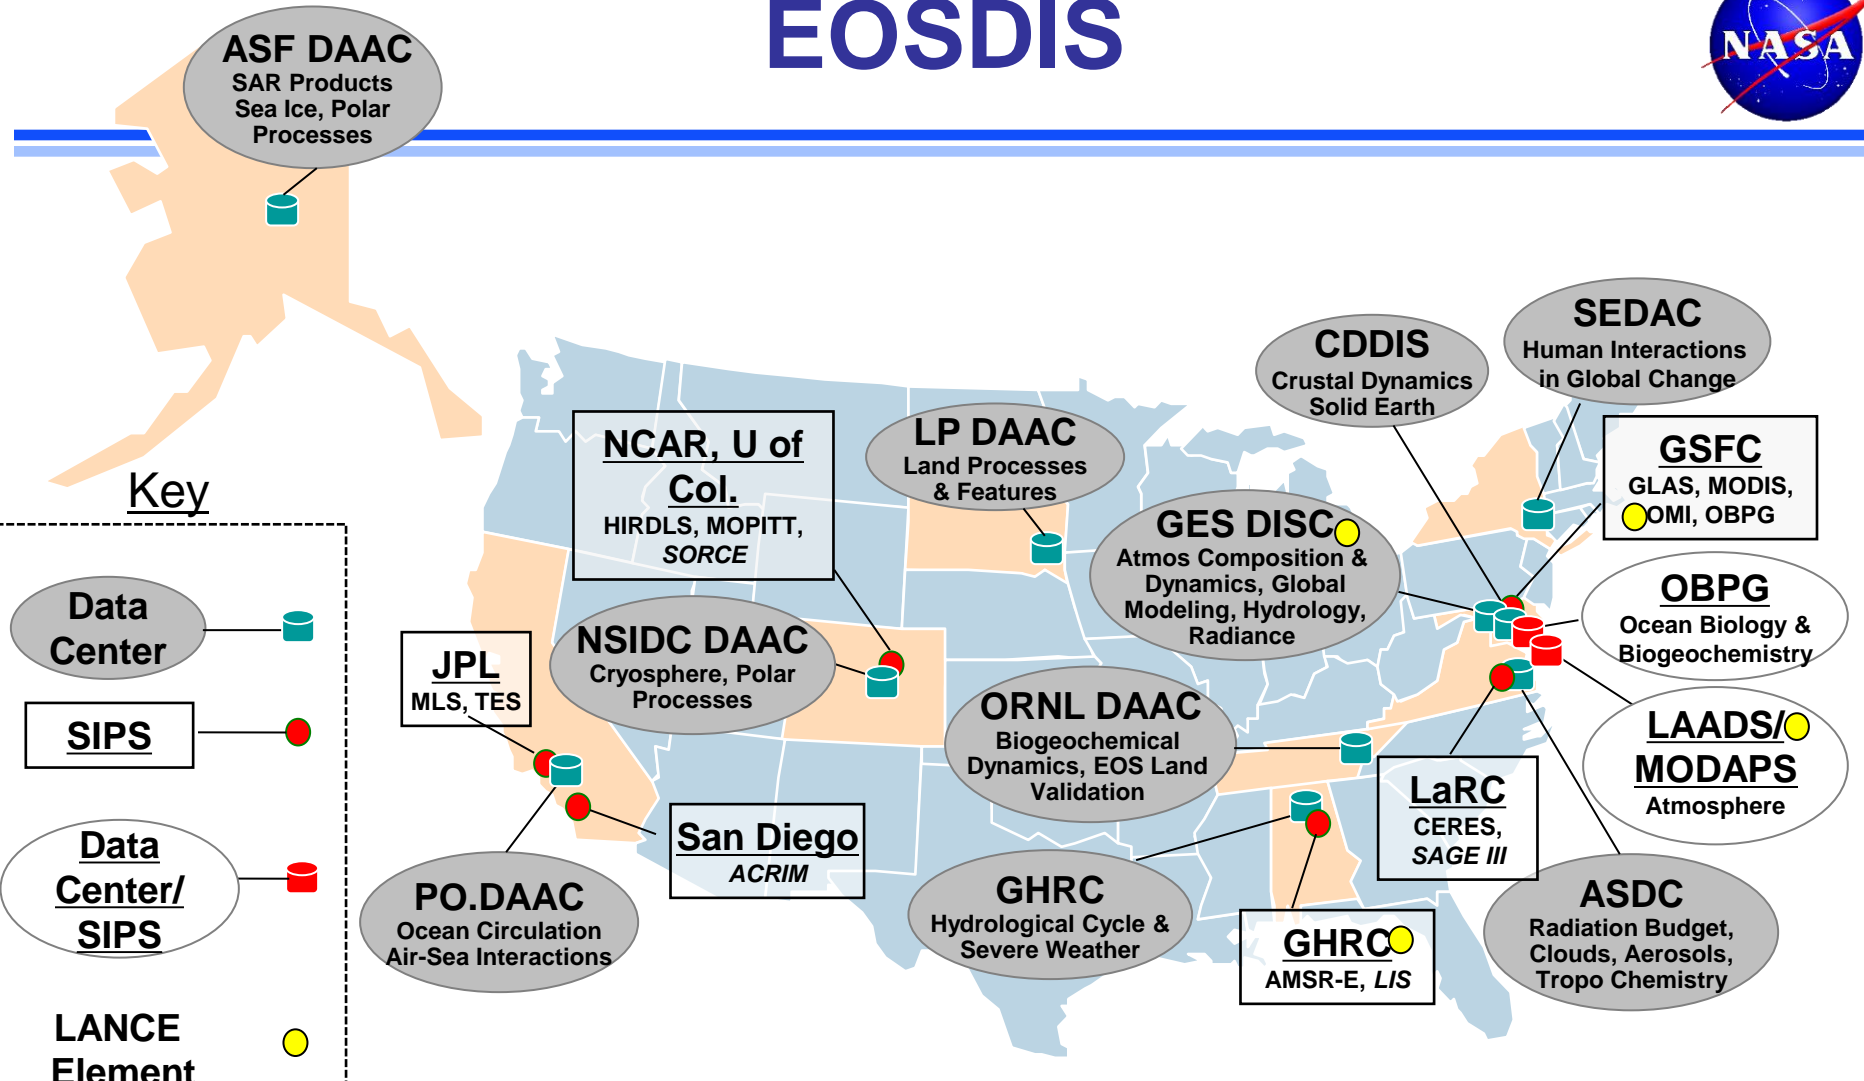 EOSDIS
NASA
ASF DAAC
SAR Products
Sea Ice, Polar
Processes
SEDAC
Human Interactions
in Global Change
CDDIS
Crustal Dynamics
Solid Earth
LP DAAC
Land Processes
& Features
NCAR, U of
Col.
HIRDLS, MOPITT,
SORCE
GSFC
GLAS, MODIS,
OMI, OBPG
GES DISC
Atmos Composition &
Dynamics, Global
Modeling, Hydrology,
Radiance
OBPG
Ocean Biology &
Biogeochemistry
NSIDC DAAC
Cryosphere, Polar
Processes
JPL
MLS, TES
ORNL DAAC
Biogeochemical
Dynamics, EOS Land
Validation
LAADS/
MODAPS
Atmosphere
LaRC
CERES,
SAGE III
San Diego
ACRIM
PO.DAAC
Ocean Circulation
Air-Sea Interactions
GHRC
Hydrological Cycle &
Severe Weather
GHRC
AMSR-E, LIS
ASDC
Radiation Budget,
Clouds, Aerosols,
Tropo Chemistry
Key
Data
Center
SIPS
Data
Center/
SIPS
LANCE
Element